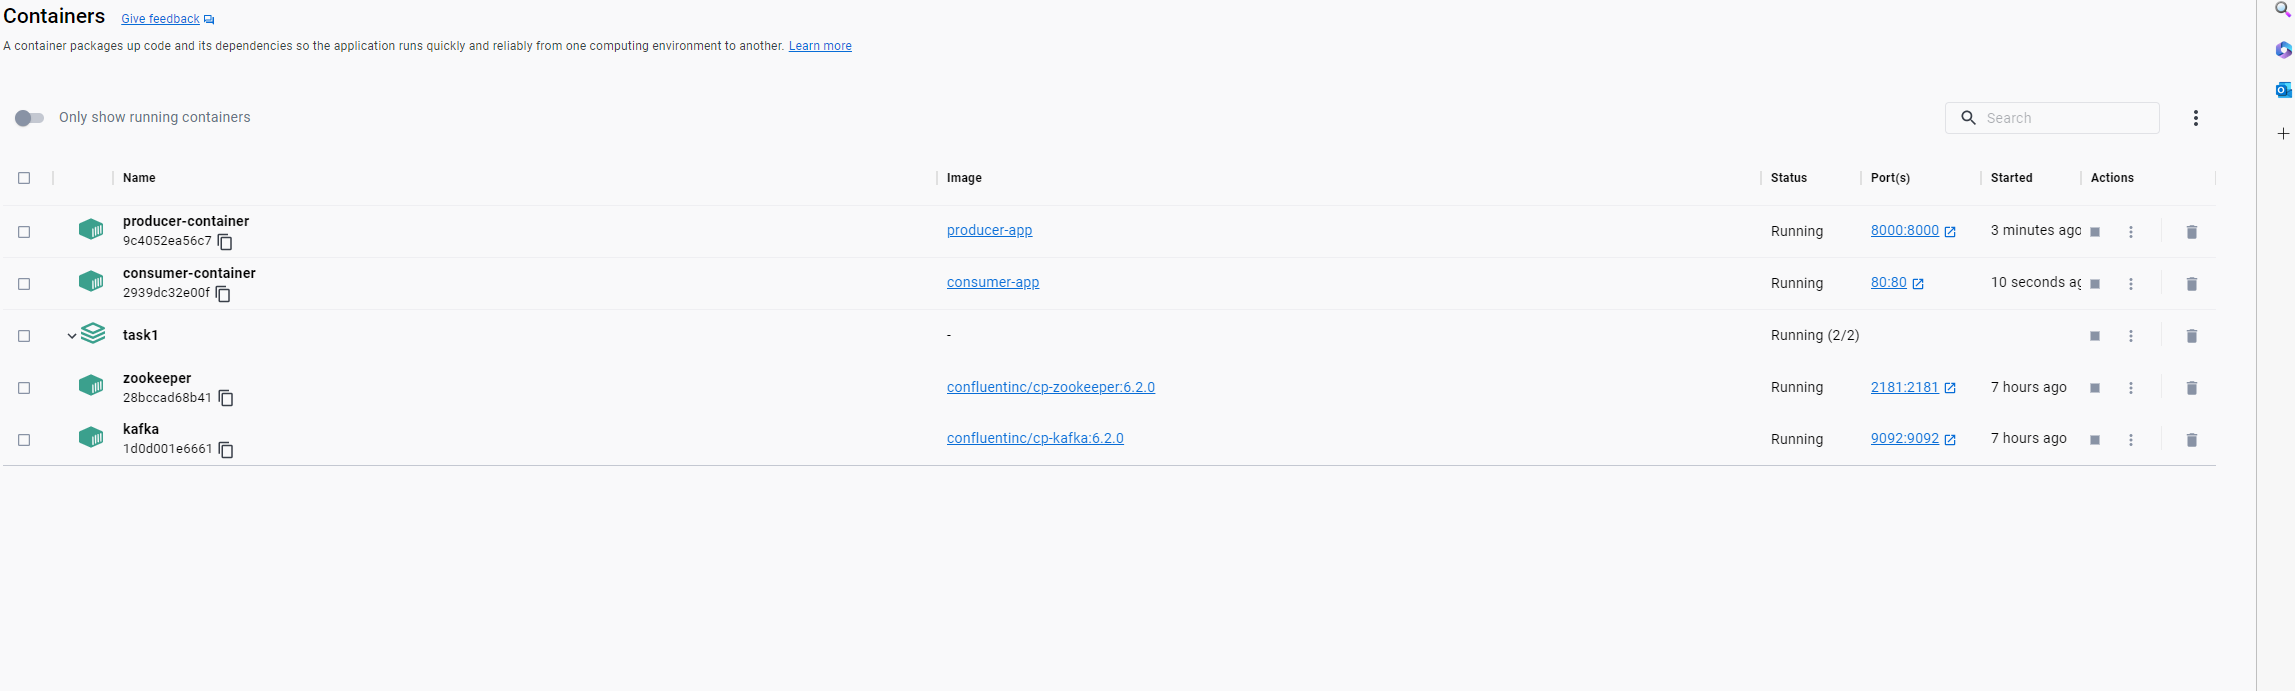 Containers Give feedback
A container packages up code and its dependencies so the application runs quickly and reliably from one computing environment to another. Learn more
Only show running containers Search
Name Image Status Port(s) Started Actions
producer-container
9c4052ea56c7 producer-app Running 8000:8000 3 minutes ago
consumer-container
2939dc32e00f consumer-app Running 80:80 10 seconds ag
task1 - Running (2/2)
zookeeper
28bccad68b41 confluentinc/cp-zookeeper:6.2.0 Running 2181:2181 7 hours ago
kafka
1d0d001e6661 confluentinc/cp-kafka:6.2.0 Running 9092:9092 7 hours ago